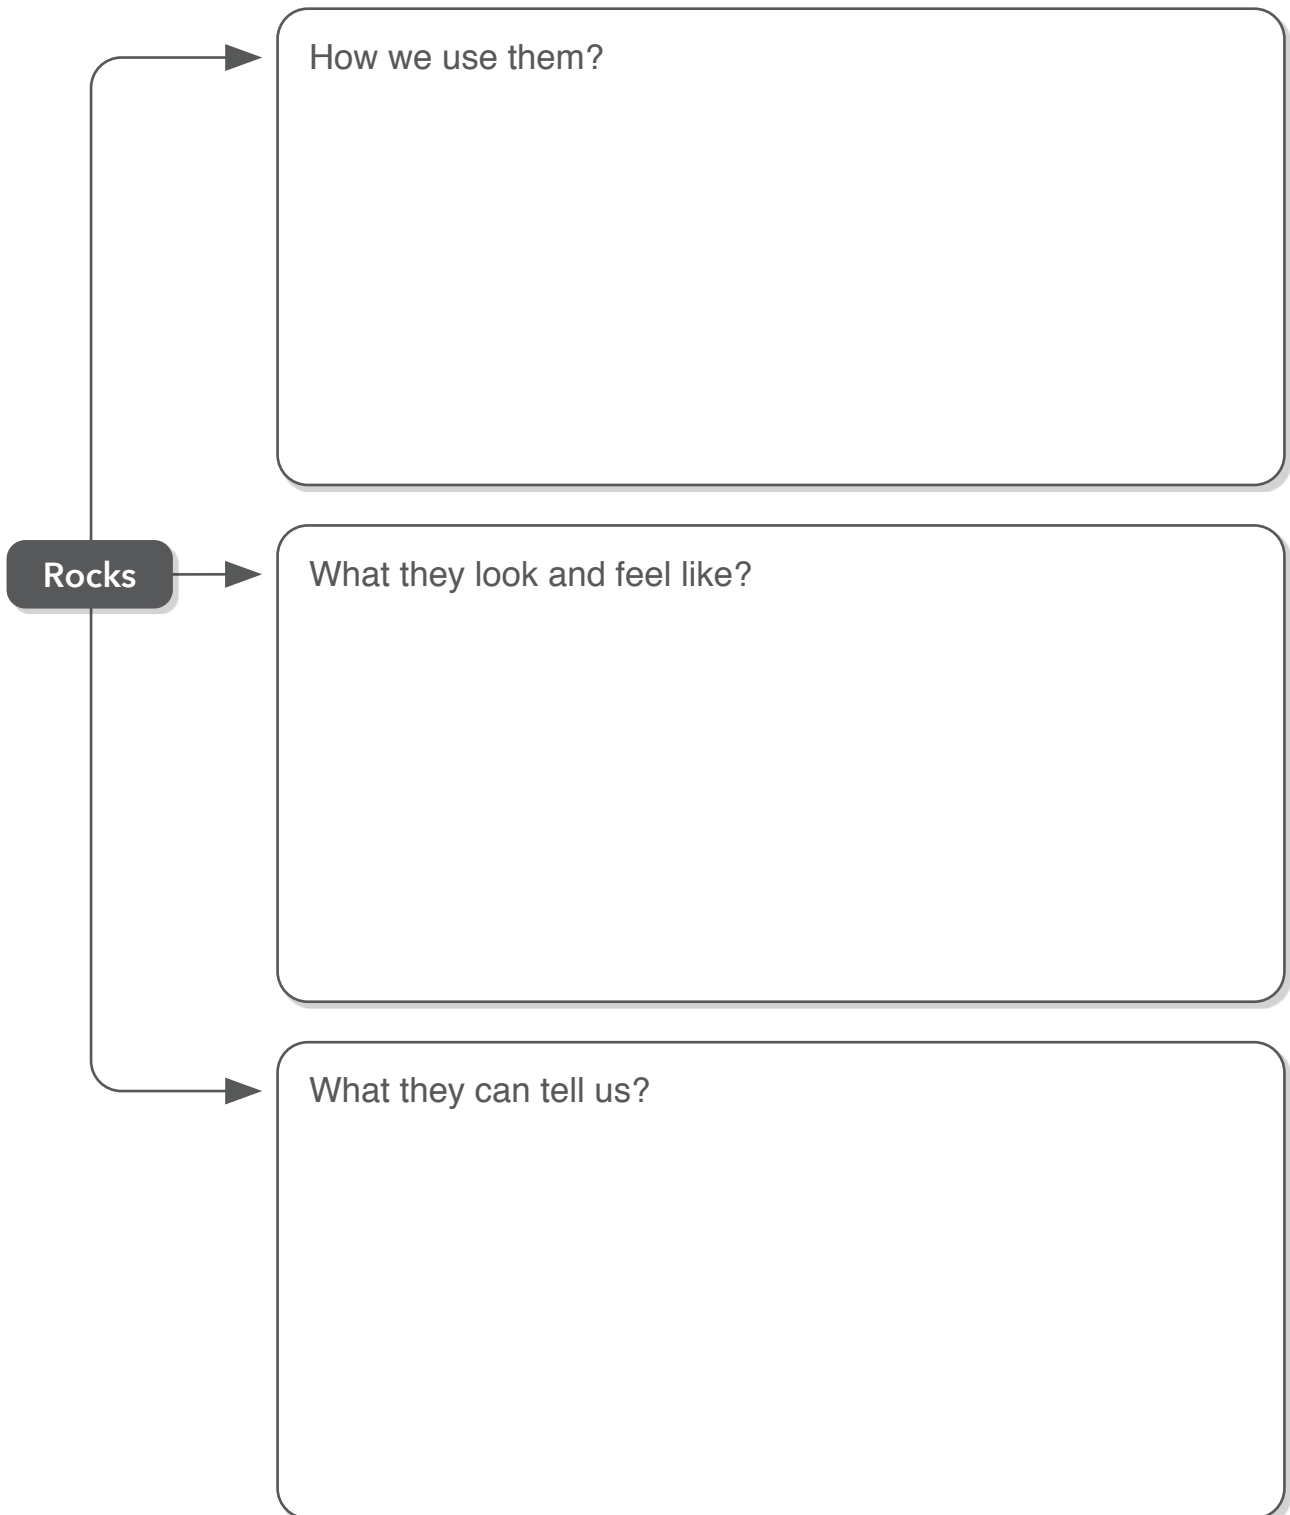 How we use them?
Rocks
What they look and feel like?
What they can tell us?